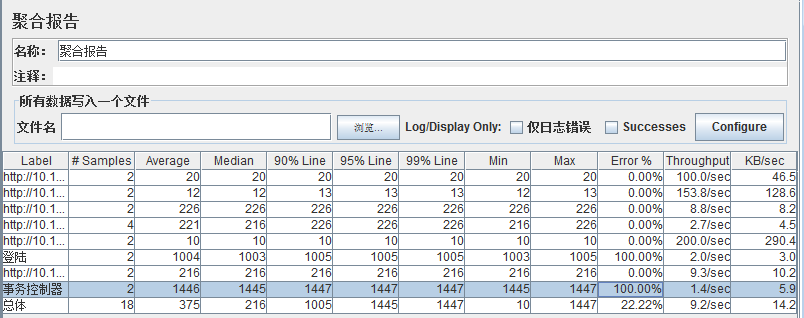 聚合报告
名称： 聚合报告
注释：
所有数据写入一个文件
文件名 浏览... Log/Display Only: 仅日志错误 Successes Configure
Label # Samples Average Median 90% Line 95% Line 99% Line Min Max Error % Throughput KB/sec
http://10.1... 2 20 20 20 20 20 20 20 0.00% 100.0/sec 46.5
http://10.1... 2 12 12 13 13 13 12 13 0.00% 153.8/sec 128.6
http://10.1... 2 226 226 226 226 226 226 226 0.00% 8.8/sec 8.2
http://10.1... 4 221 216 226 226 226 216 226 0.00% 2.7/sec 4.5
http://10.1... 2 10 10 10 10 10 10 10 0.00% 200.0/sec 290.4
登陆 2 1004 1003 1005 1005 1005 1003 1005 100.00% 2.0/sec 3.0
http://10.1... 2 216 216 216 216 216 216 216 0.00% 9.3/sec 10.2
事务控制器 2 1446 1445 1447 1447 1447 1445 1447 100.00% 1.4/sec 5.9
总体 18 375 216 1005 1445 1447 10 1447 22.22% 9.2/sec 14.2